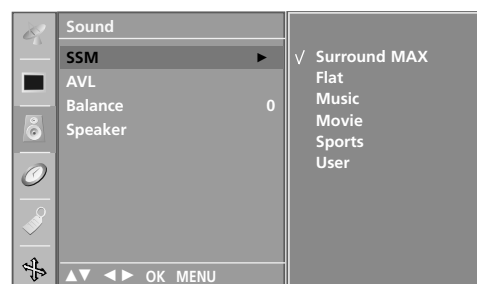 Sound
SSM ►
AVL
Balance 0
Speaker
▲▼ ◄► OK MENU
√ Surround MAX
Flat
Music
Movie
Sports
User